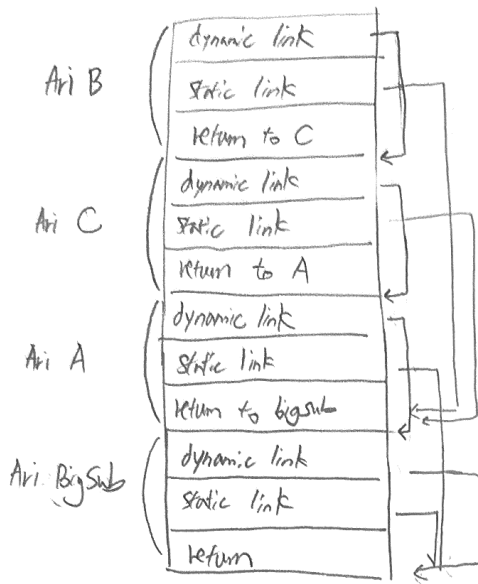 dynamic link
Ari B
static link
return to C
dynamic link
Ari C
static link
return to A
dynamic link
Ari A
static link
return to bigsub
dynamic link
Ari BigSub
static link
return